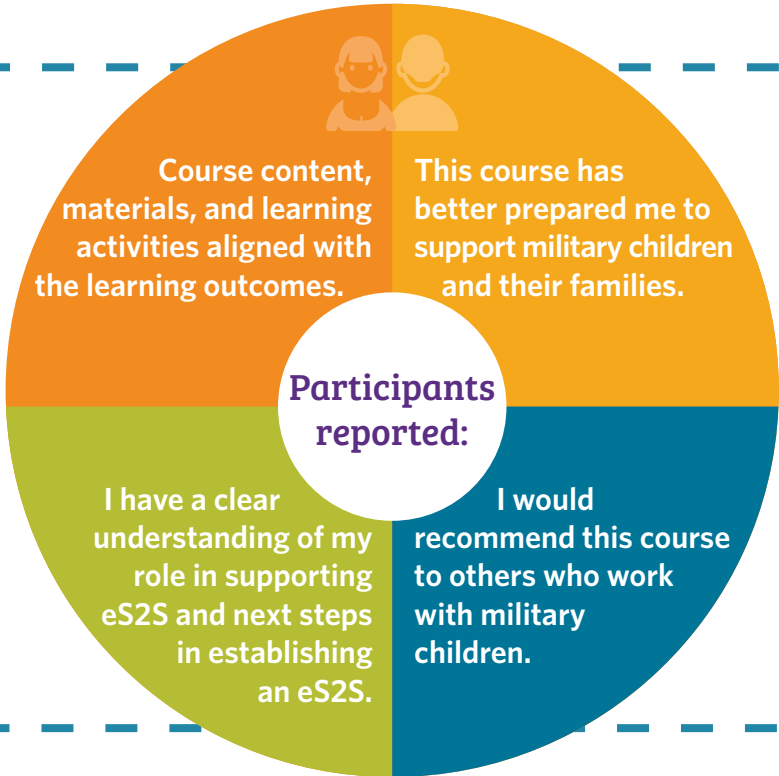 Course content,
materials, and learning
activities aligned with
the learning outcomes.
This course has
better prepared me to
support military children
and their families.
Participants
reported:
I have a clear
understanding of my
role in supporting
eS2S and next steps
in establishing
an eS2S.
I would
recommend this course
to others who work
with military
children.